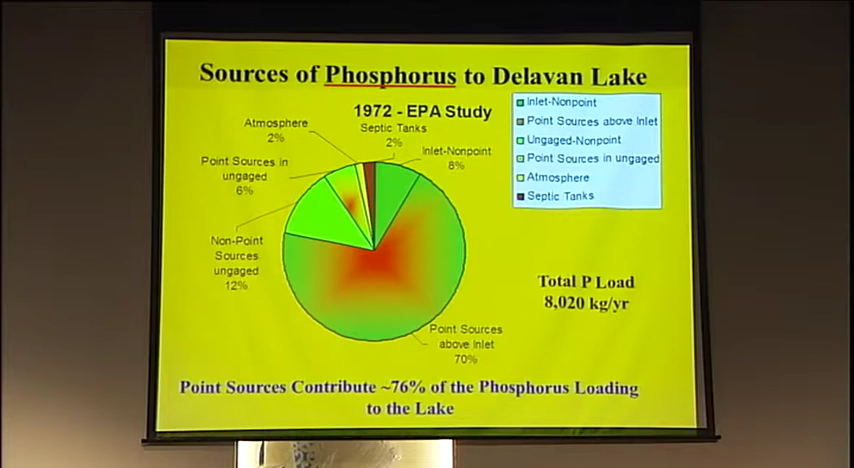 Sources of Phosphorus to Delavan Lake
1972 - EPA Study
Atmosphere
2%
Septic Tanks
2%
Inlet-Nonpoint
8%
Point Sources in
ungaged
6%
Non-Point
Sources
ungaged
12%
Point Sources
above Inlet
70%
Inlet-Nonpoint
Point Sources above Inlet
Ungaged-Nonpoint
Point Sources in ungaged
Atmosphere
Septic Tanks
Total P Load
8,020 kg/yr
Point Sources Contribute ~76% of the Phosphorus Loading
to the Lake